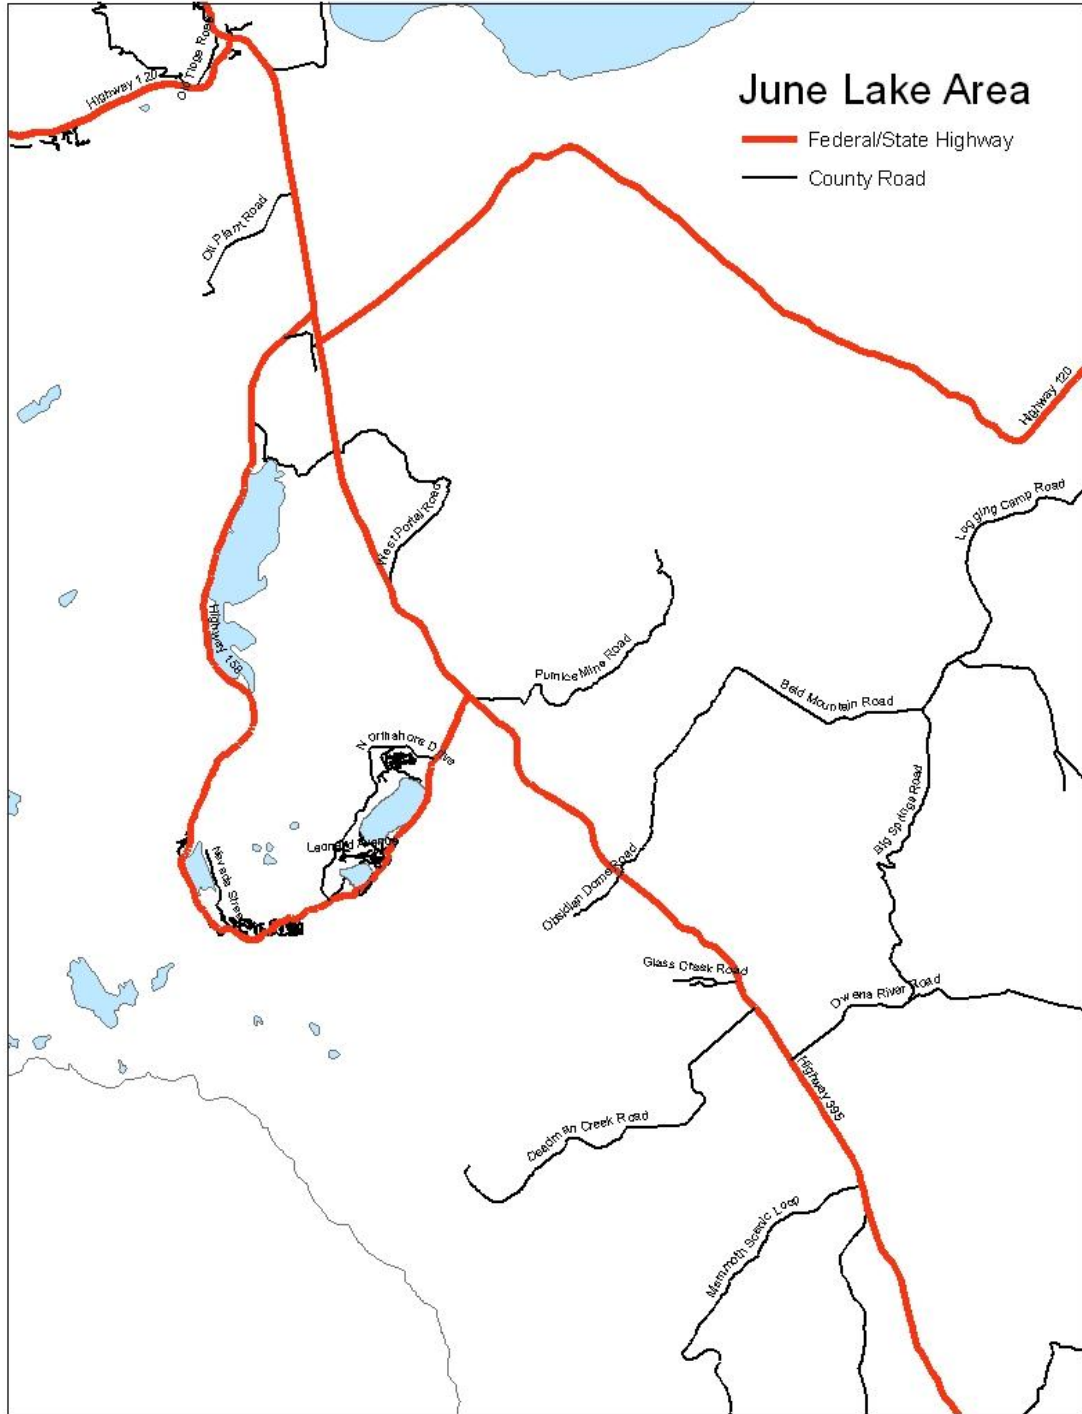 June Lake Area
Federal/State Highway
County Road
Old Tioga Road
Highway 120
Oil Plant Road
Highway 120
West Portal Road
Logging Camp Road
Highway 158
Pumice Mine Road
Bald Mountain Road
Northshore Drive
Big Springs Road
Leonard Avenue
Nevada Street
Obsidian Dome Road
Glass Creek Road
Owens River Road
Highway 395
Deadman Creek Road
Mammoth Scenic Loop